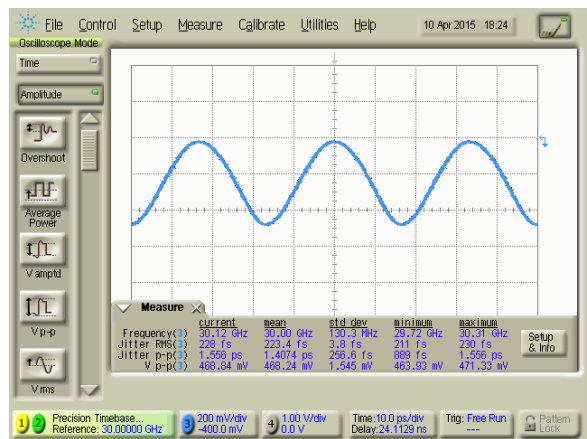 File Control Setup Measure Calibrate Utilities Help 10 Apr 2015 18:24
Oscilloscope Mode
Time
Amplitude
Overshoot
Average
Power
V amptd
V p-p
V rms
Measure
current mean std dev minimum maximum
Frequency(3) 30.12 GHz 30.00 GHz 130.3 MHz 29.72 GHz 30.31 GHz
Jitter RMS(3) 228 fs 223.4 fs 3.8 fs 211 fs 230 fs
Jitter p-p(3) 1.556 ps 1.4074 ps 256.6 fs 889 fs 1.556 ps
V p-p(3) 468.84 mV 468.24 mV 1.545 mV 463.93 mV 471.33 mV
Setup
& Info
1 2 Precision Timebase...
Reference: 30.00000 GHz
3 200 mV/div
-400.0 mV
4 1.00 V/div
0.0 V
Time:10.0 ps/div
Delay:24.1129 ns
Trig: Free Run
---
Pattern
Lock